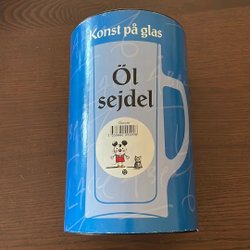 Konst på glas
Öl
sejdel